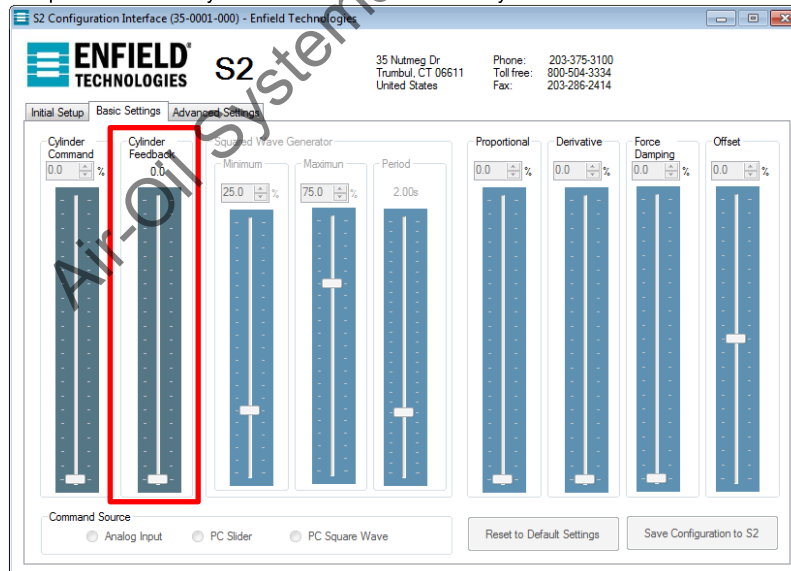 S2 Configuration Interface (35-0001-000) - Enfield Technologies
ENFIELD®
TECHNOLOGIES
S2
35 Nutmeg Dr
Trumbul, CT 06611
United States
Phone: 203-375-3100
Toll free: 800-504-3334
Fax: 203-286-2414
Initial Setup
Basic Settings
Advanced Settings
Cylinder
Command
0.0 %
Cylinder
Feedback
0.0
Squared Wave Generator
Minimum
25.0 %
Maximun
75.0 %
Period
2.00s
Proportional
0.0 %
Derivative
0.0 %
Force
Damping
0.0 %
Offset
0.0 %
Command Source
Analog Input
PC Slider
PC Square Wave
Reset to Default Settings
Save Configuration to S2